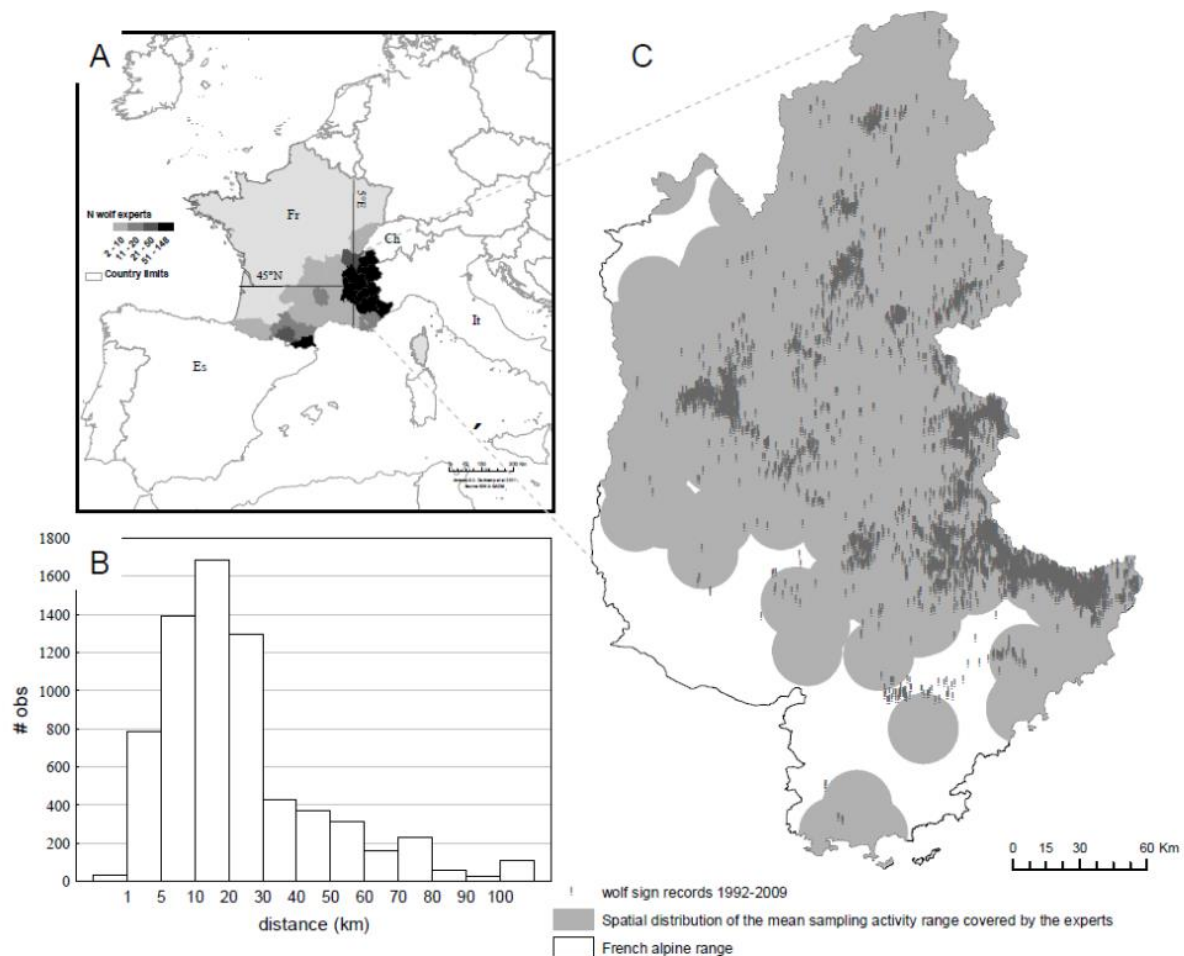 A
N wolf experts
2 - 10
11 - 20
21 - 50
51 - 148
Country limits
Fr
5°E
Ch
45°N
It
Es
B
1800
1600
1400
1200
1000
800
600
400
200
0
# obs
1 5 10 20 30 40 50 60 70 80 90 100
distance (km)
C
0 15 30 60 Km
wolf sign records 1992-2009
Spatial distribution of the mean sampling activity range covered by the experts
French alpine range